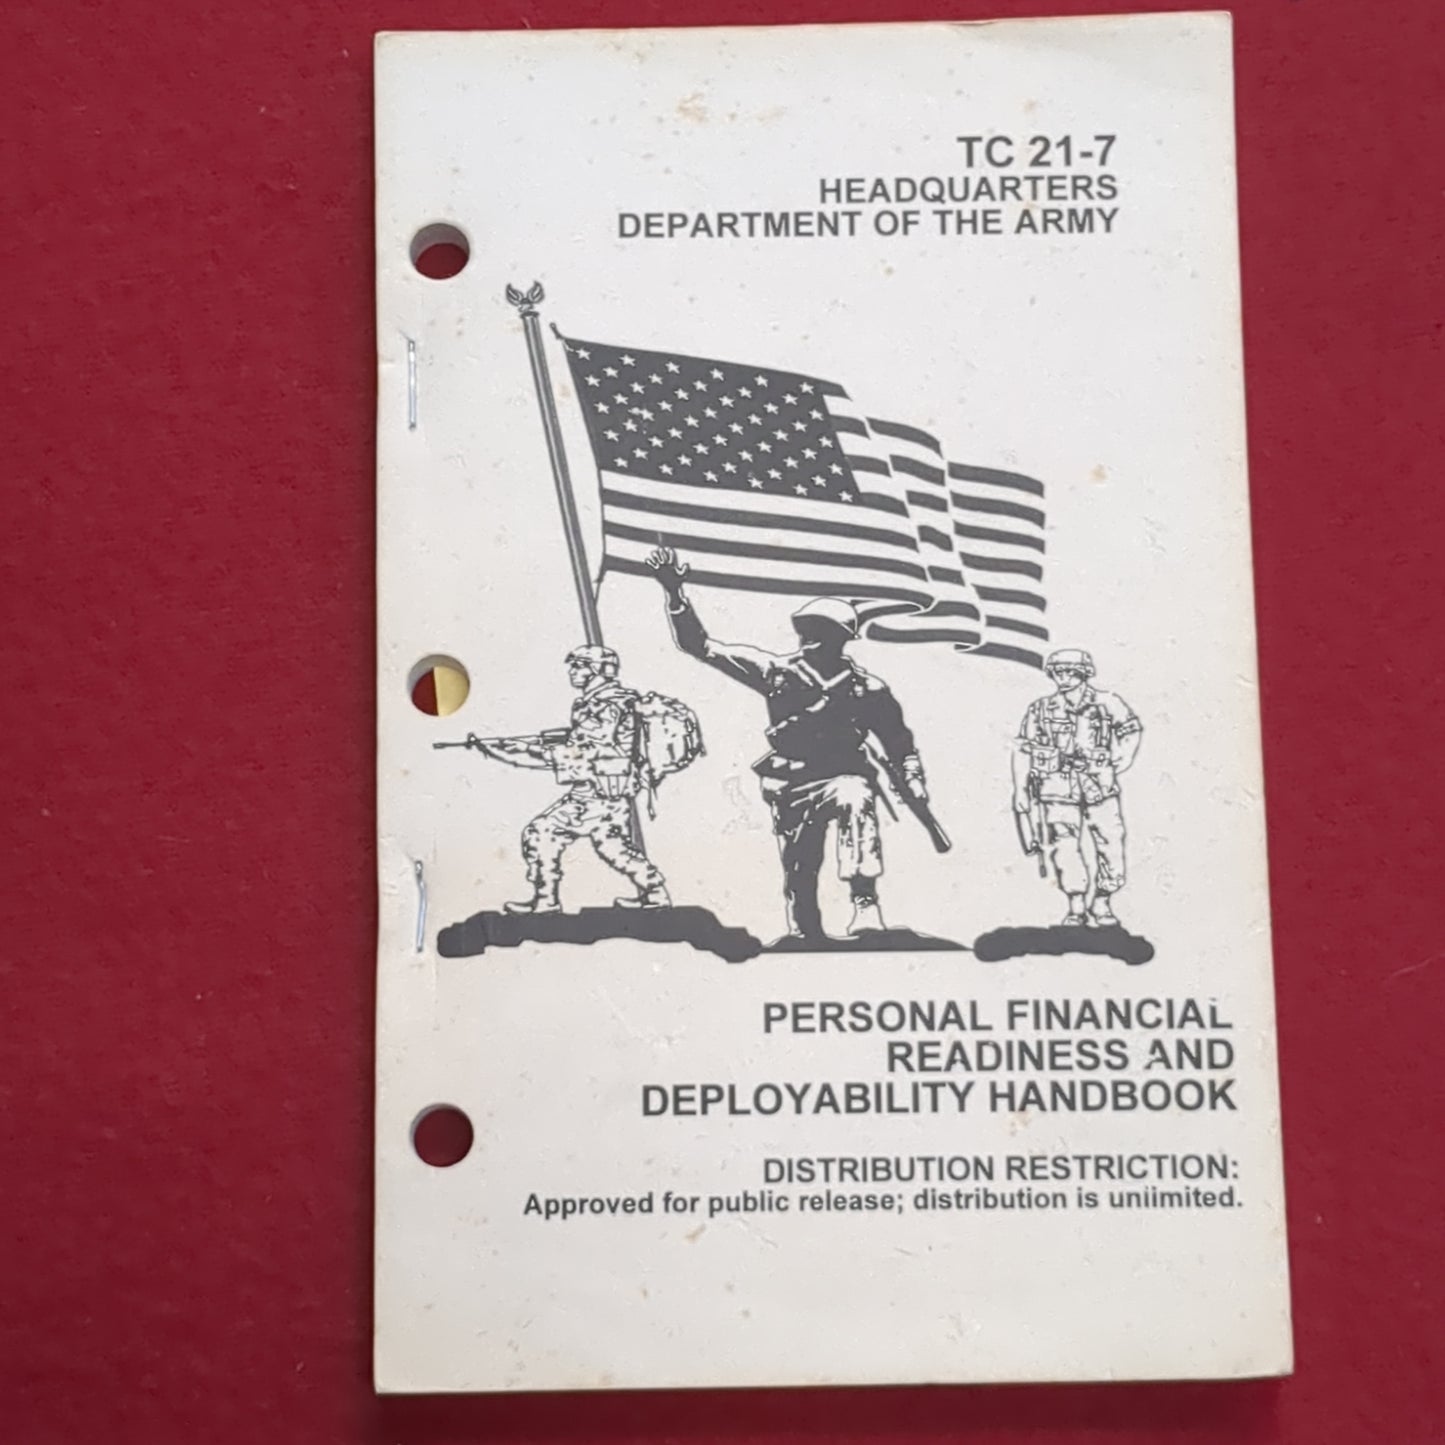 TC 21-7
HEADQUARTERS
DEPARTMENT OF THE ARMY
PERSONAL FINANCIAL
READINESS AND
DEPLOYABILITY HANDBOOK
DISTRIBUTION RESTRICTION:
Approved for public release; distribution is unlimited.